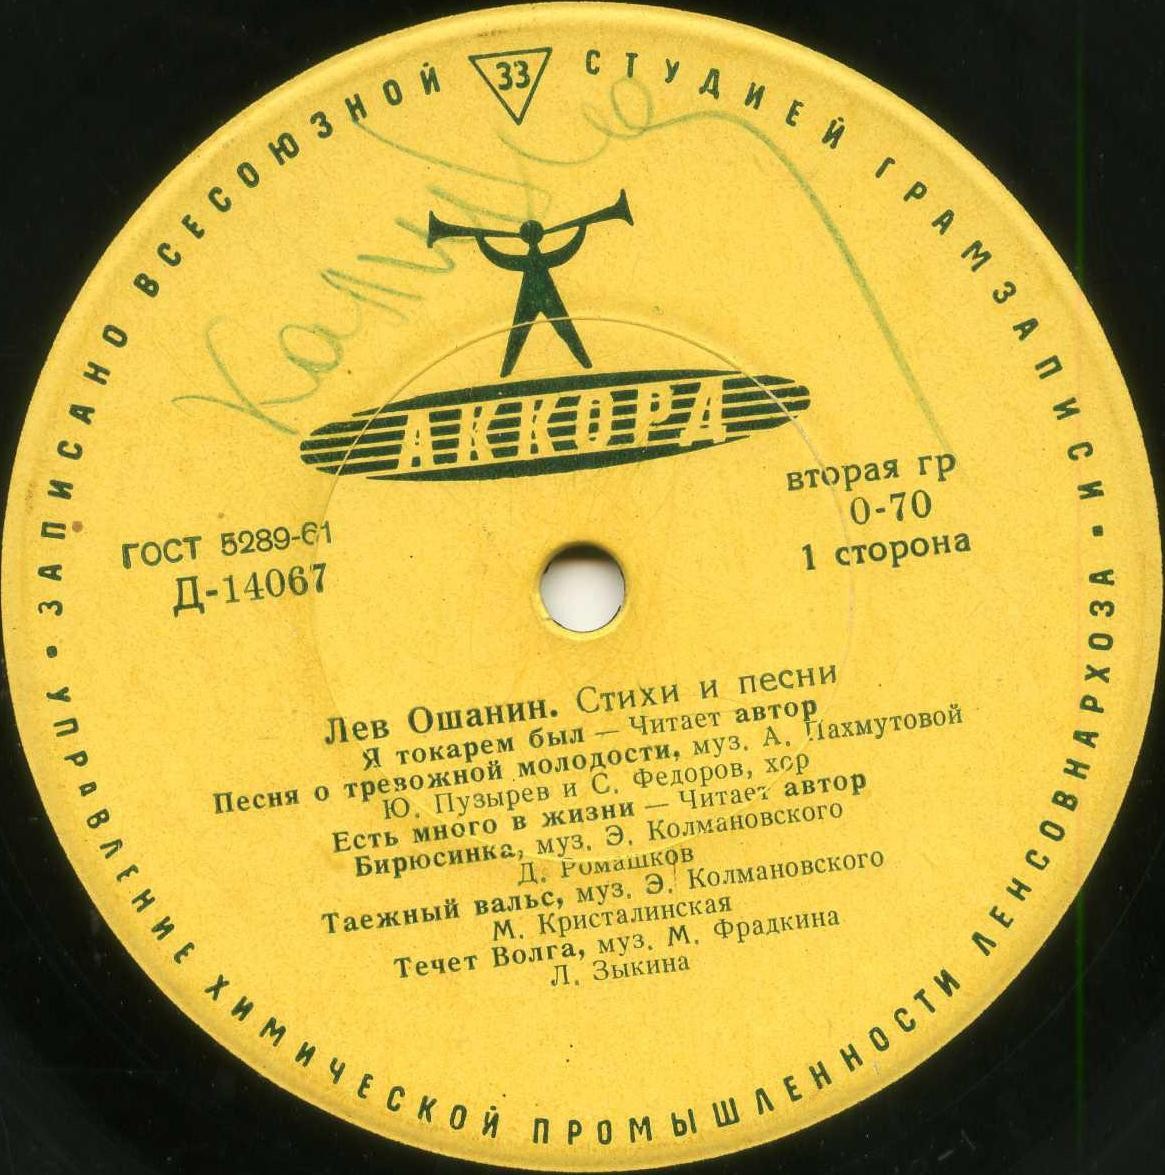 ЗАПИСАНО ВСЕСОЮЗНОЙ СТУДИЕЙ ГРАМЗАПИСИ •
33
АККОРД
ГОСТ 5289-61
Д-14067
вторая гр
0-70
1 сторона
Лев Ошанин. Стихи и песни
Я токарем был — Читает автор
Песня о тревожной молодости, муз. А. Пахмутовой
Ю. Пузырев и С. Федоров, хор
Есть много в жизни — Читает автор
Бирюсинка, муз. Э. Колмановского
Д. Ромашков
Таежный вальс, муз. Э. Колмановского
М. Кристалинская
Течет Волга, муз. М. Фрадкина
Л. Зыкина
УПРАВЛЕНИЕ ХИМИЧЕСКОЙ ПРОМЫШЛЕННОСТИ ЛЕНСОВНАРХОЗА •